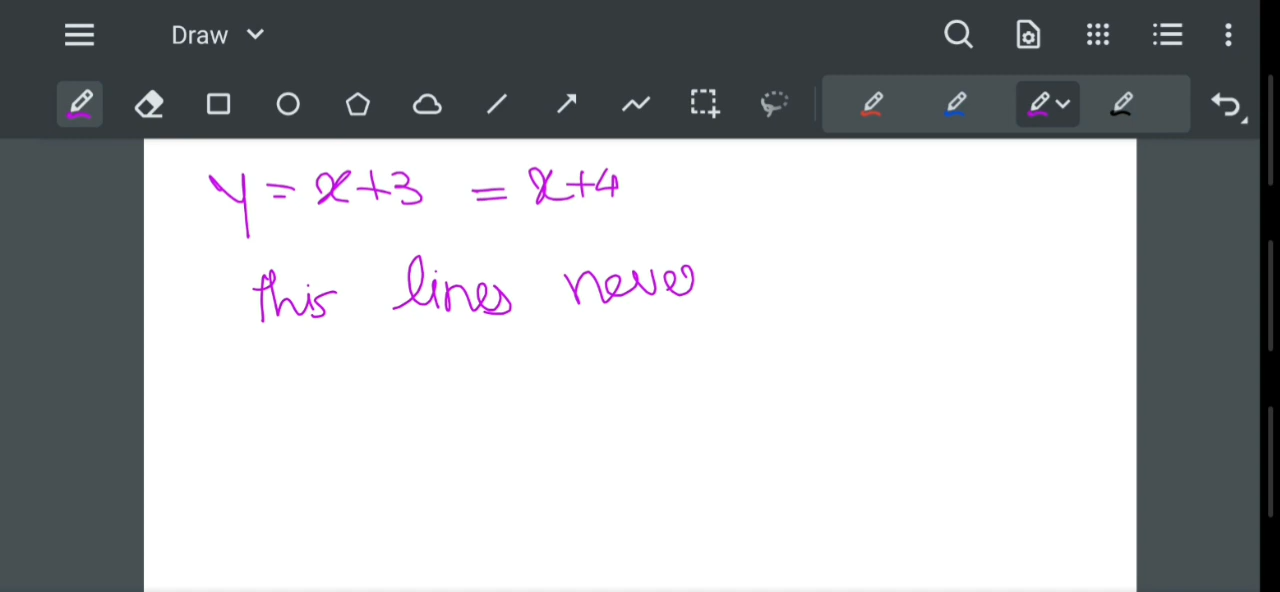 Draw
y = x+3 = x+4
this lines never